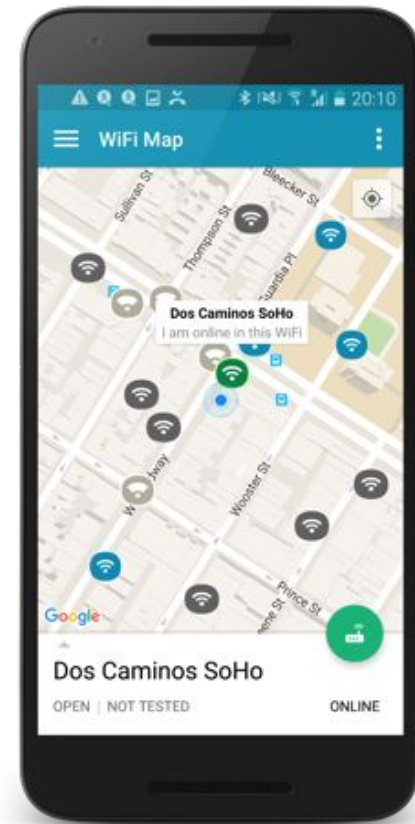 20:10
WiFi Map
Bleecker St
Sullivan St
Thompson St
Guardia Pl
Dos Caminos SoHo
I am online in this WiFi
Wooster St
Prince St
Google
Dos Caminos SoHo
OPEN | NOT TESTED
ONLINE